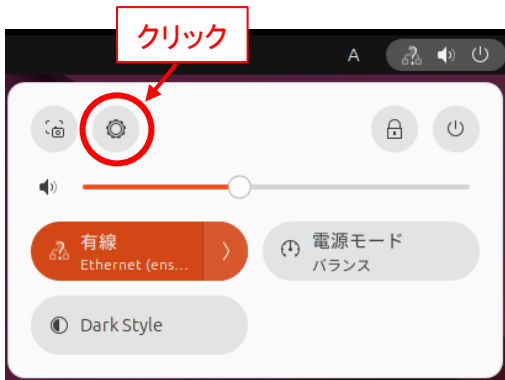 クリック
A
有線
Ethernet (ens...
電源モード
バランス
Dark Style